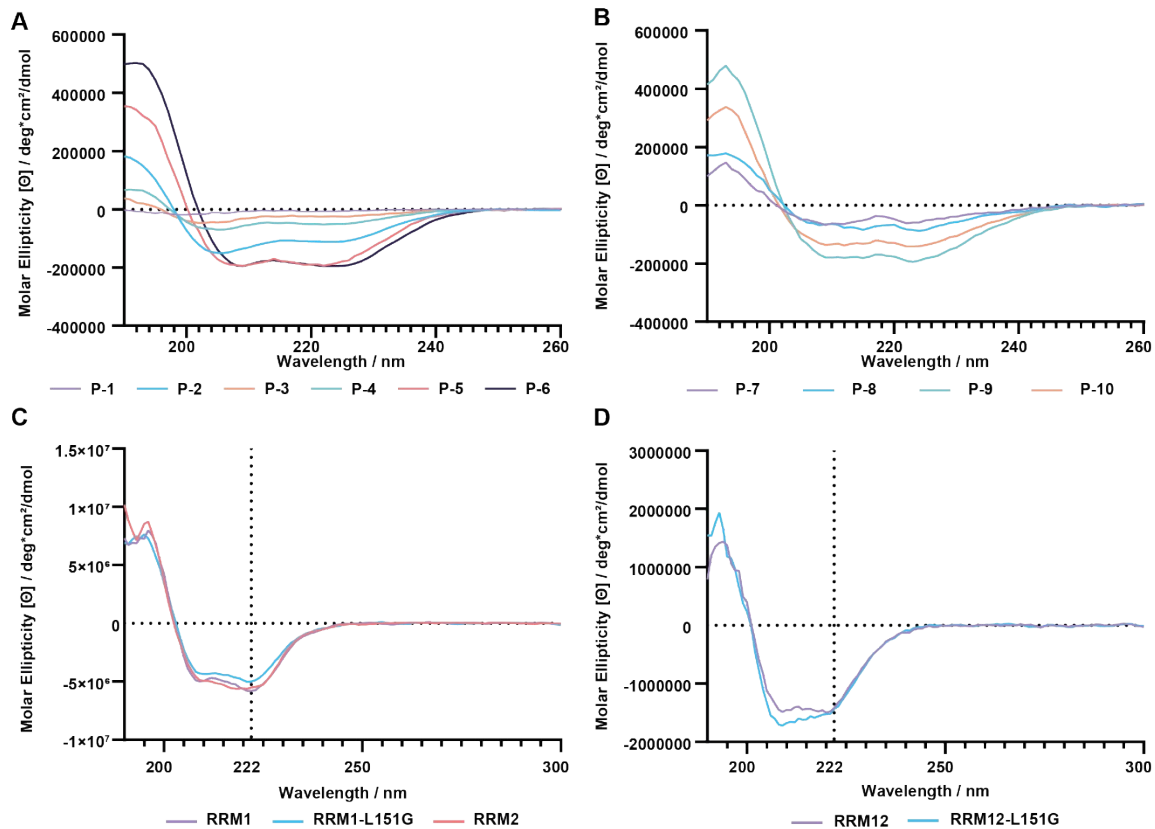 A
Molar Ellipticity [Θ] / deg*cm²/dmol
600000
400000
200000
0
-200000
-400000
200
220
240
260
Wavelength / nm
P-1 P-2 P-3 P-4 P-5 P-6
B
Molar Ellipticity [Θ] / deg*cm²/dmol
600000
400000
200000
0
-200000
-400000
200
220
240
260
Wavelength / nm
P-7 P-8 P-9 P-10
C
Molar Ellipticity [Θ] / deg*cm²/dmol
1.5×10⁷
1×10⁷
5×10⁶
0
-5×10⁶
-1×10⁷
200
222
250
300
Wavelength / nm
RRM1 RRM1-L151G RRM2
D
Molar Ellipticity [Θ] / deg*cm²/dmol
3000000
2000000
1000000
0
-1000000
-2000000
200
222
250
300
Wavelength / nm
RRM12 RRM12-L151G